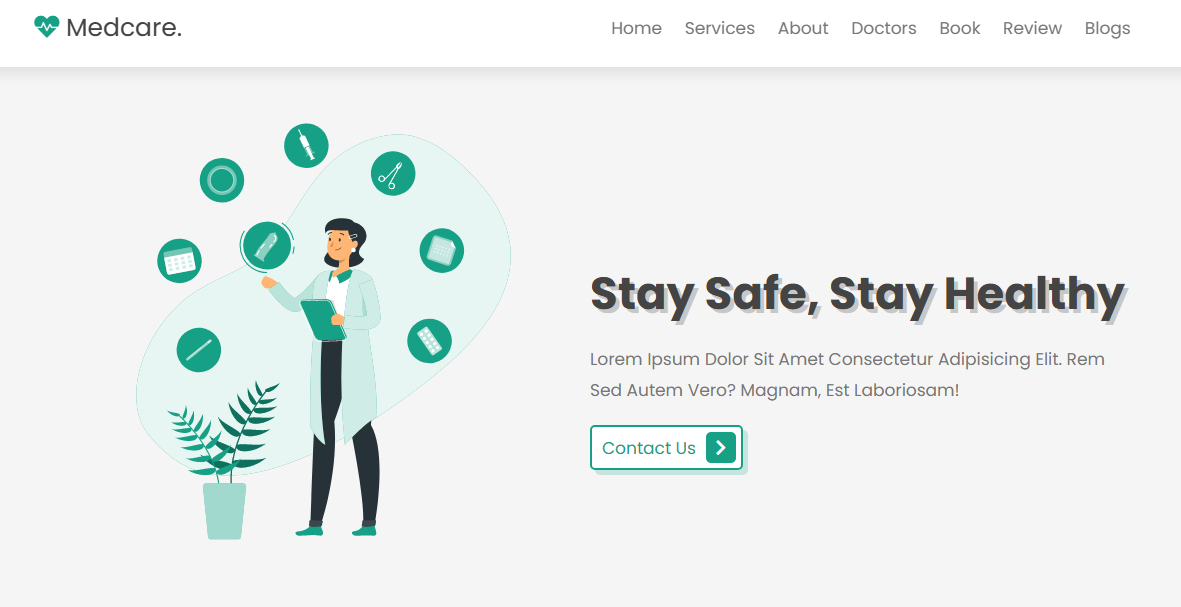 Medcare.
Home Services About Doctors Book Review Blogs
Stay Safe, Stay Healthy
Lorem Ipsum Dolor Sit Amet Consectetur Adipisicing Elit. Rem
Sed Autem Vero? Magnam, Est Laboriosam!
Contact Us